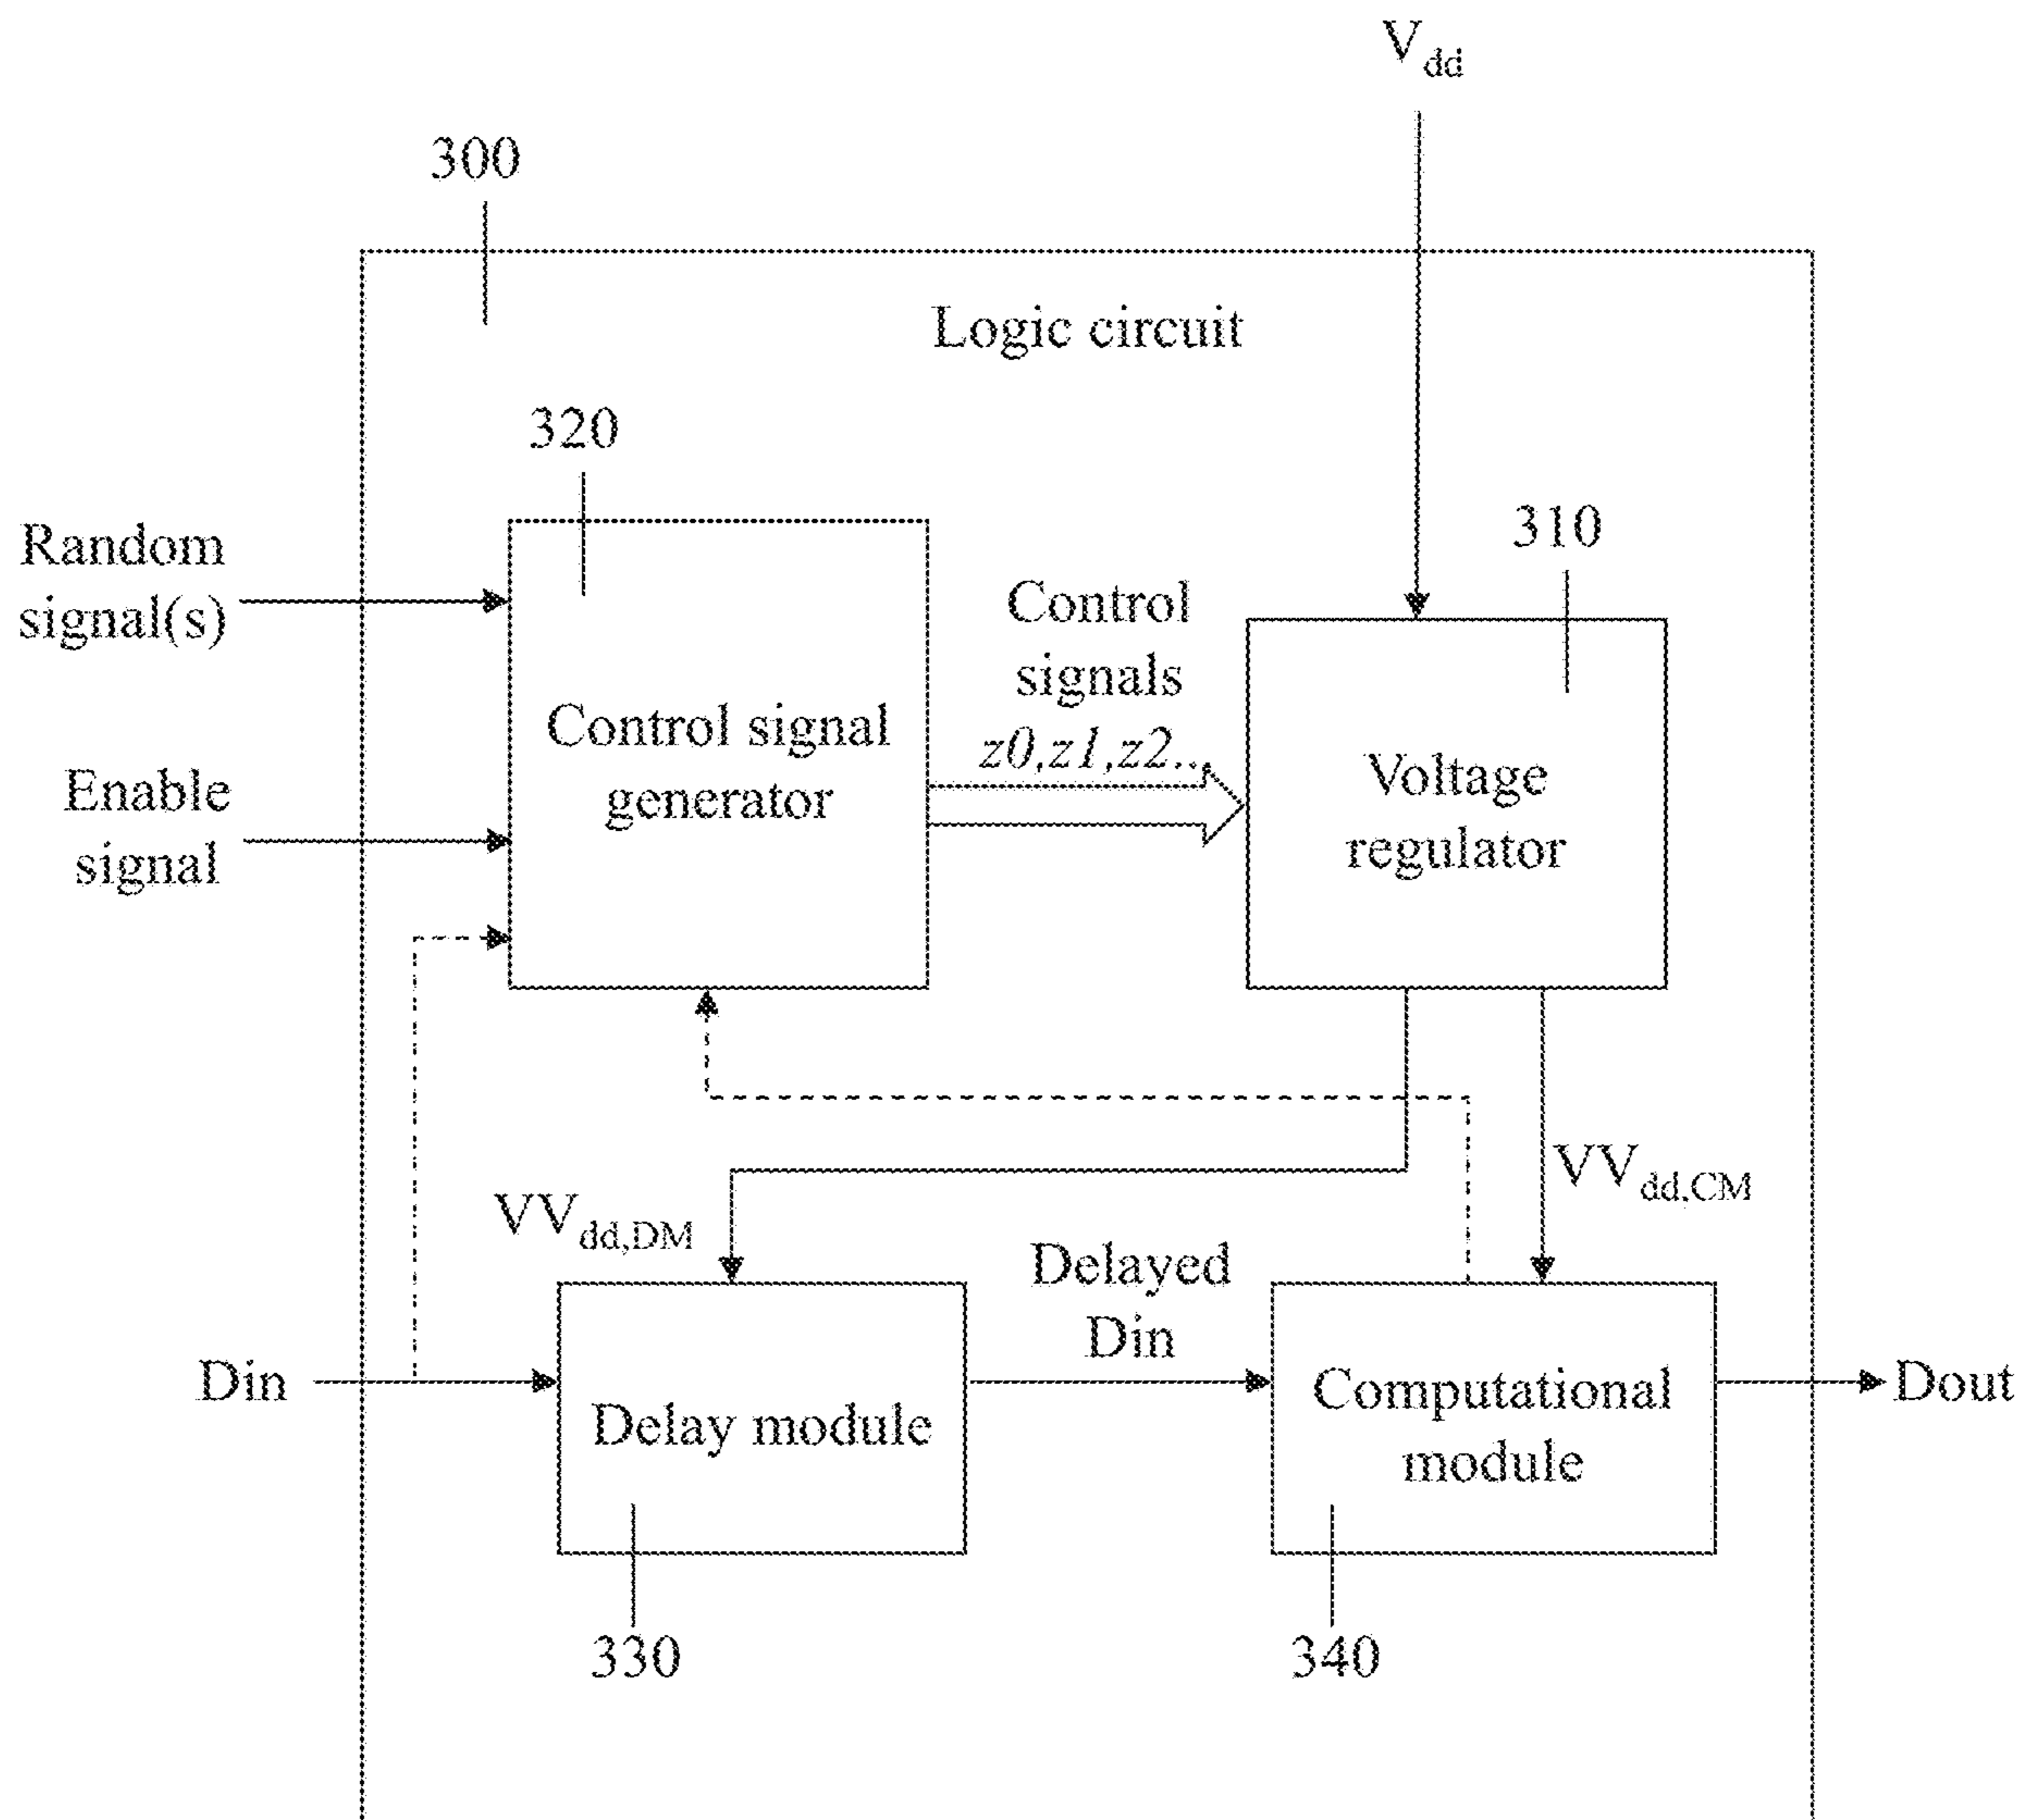 Vdd
300
Logic circuit
320
310
Random
signal(s)
Control
signals
z0,z1,z2..
Control signal
generator
Voltage
regulator
Enable
signal
VVdd,CM
VVdd,DM
Delayed
Din
Din
Delay module
Computational
module
Dout
330
340